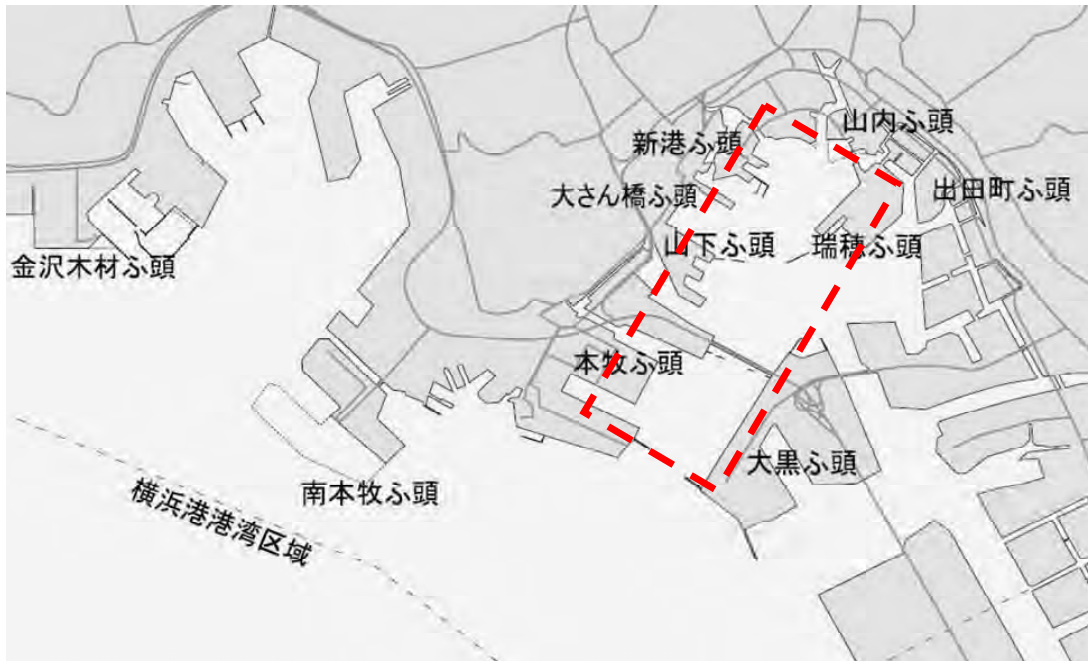 山内ふ頭
新港ふ頭
出田町ふ頭
大さん橋ふ頭
山下ふ頭
瑞穂ふ頭
金沢木材ふ頭
本牧ふ頭
大黒ふ頭
南本牧ふ頭
横浜港港湾区域